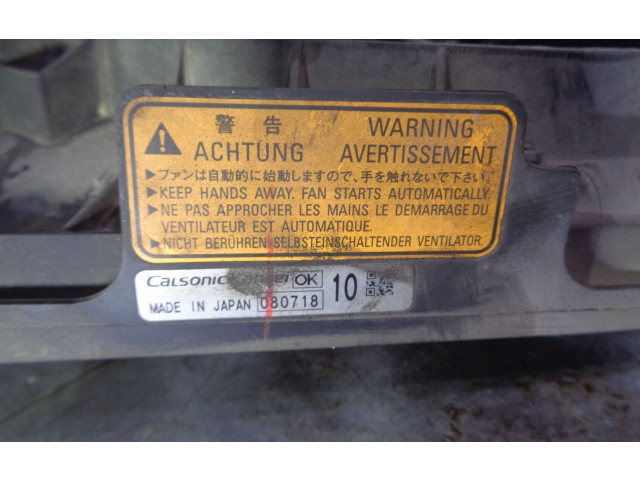 警告 WARNING
ACHTUNG AVERTISSEMENT
▶ファンは自動的に始動しますので、手を触れないで下さい。
▶KEEP HANDS AWAY. FAN STARTS AUTOMATICALLY.
▶NE PAS APPROCHER LES MAINS LE DEMARRAGE DU
VENTILATEUR EST AUTOMATIQUE.
▶NICHT BERÜHREN SELBSTEINSCHALTENDER VENTILATOR.
CALSONIC OK 10
MADE IN JAPAN 080718